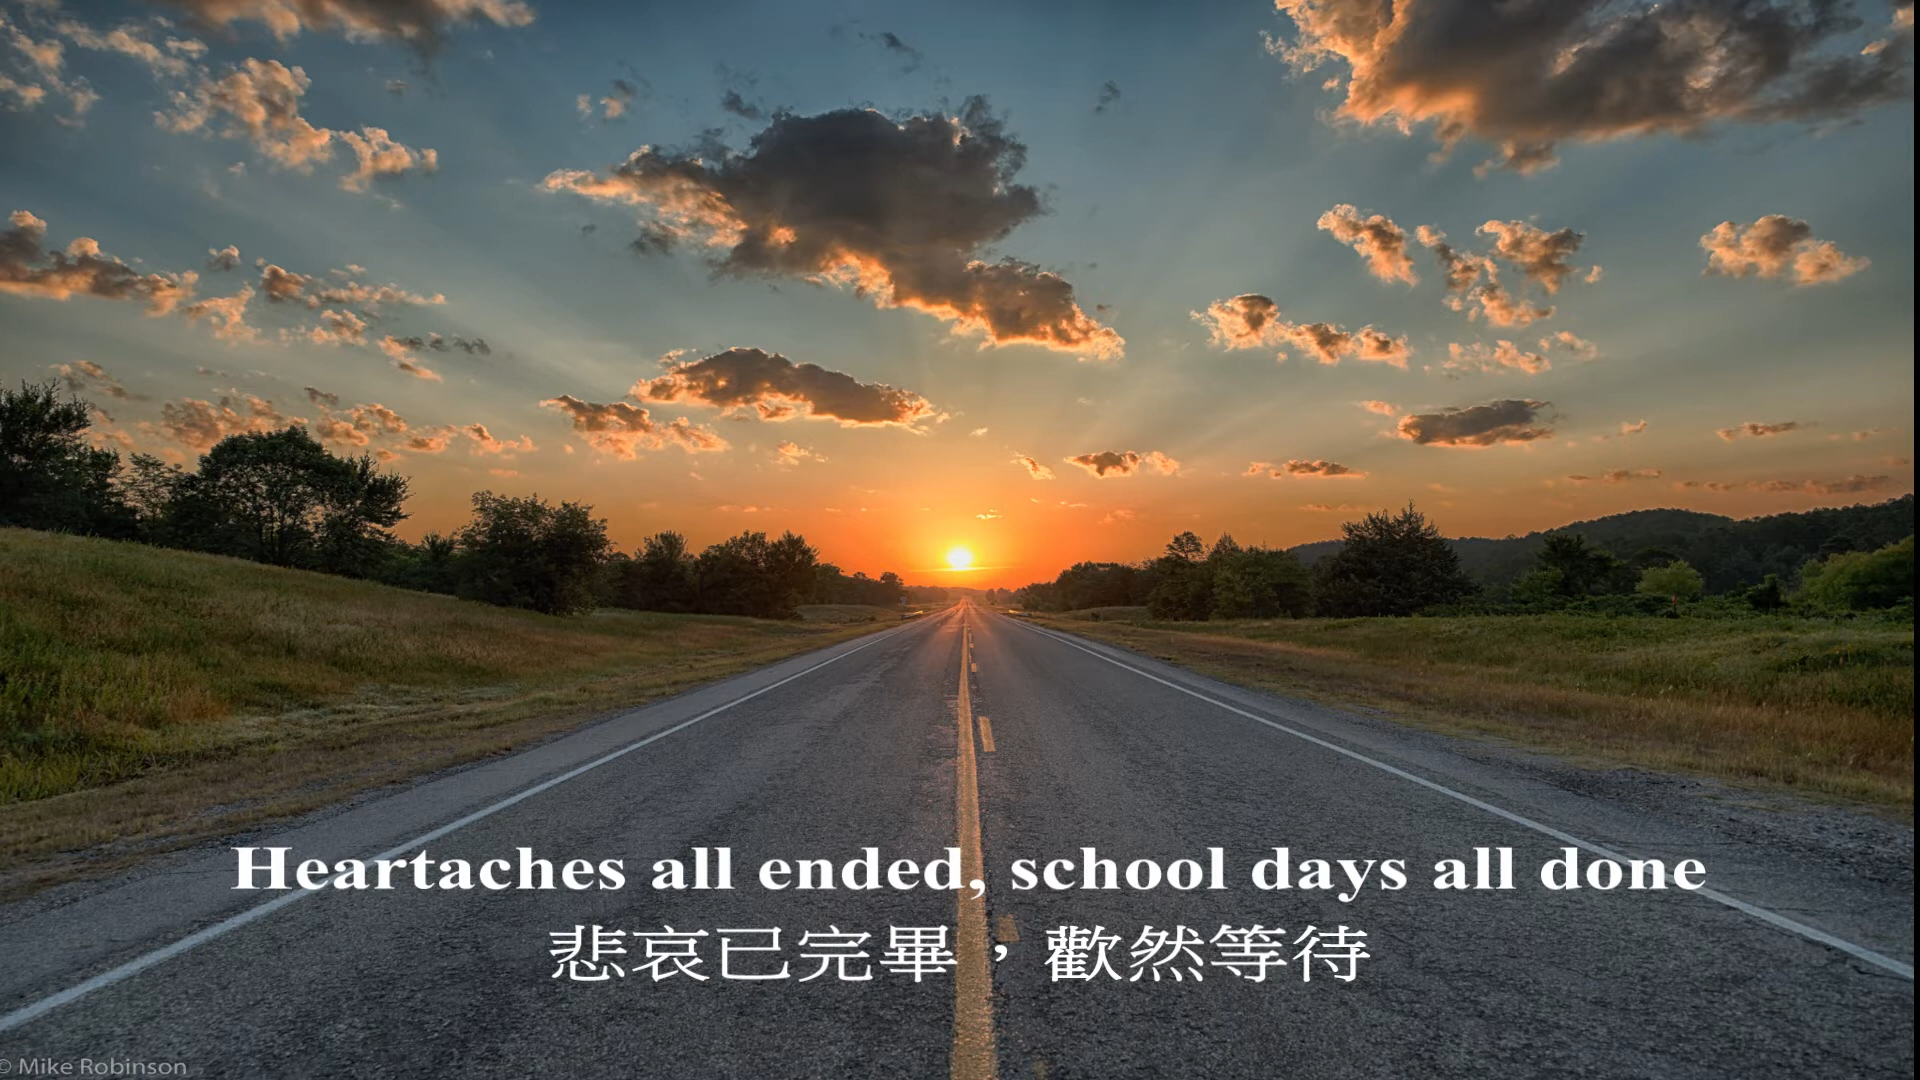 Heartaches all ended, school days all done
悲哀已完畢，歡然等待
© Mike Robinson